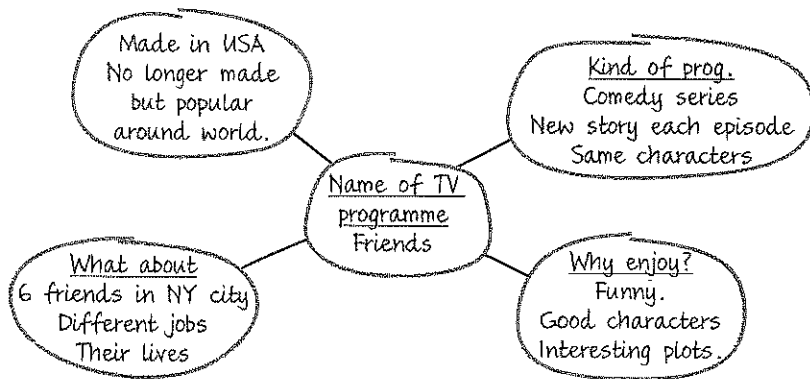 Made in USA
No longer made
but popular
around world.
Kind of prog.
Comedy series
New story each episode
Same characters
Name of TV
programme
Friends
What about
6 friends in NY city
Different jobs
Their lives
Why enjoy?
Funny.
Good characters
Interesting plots.